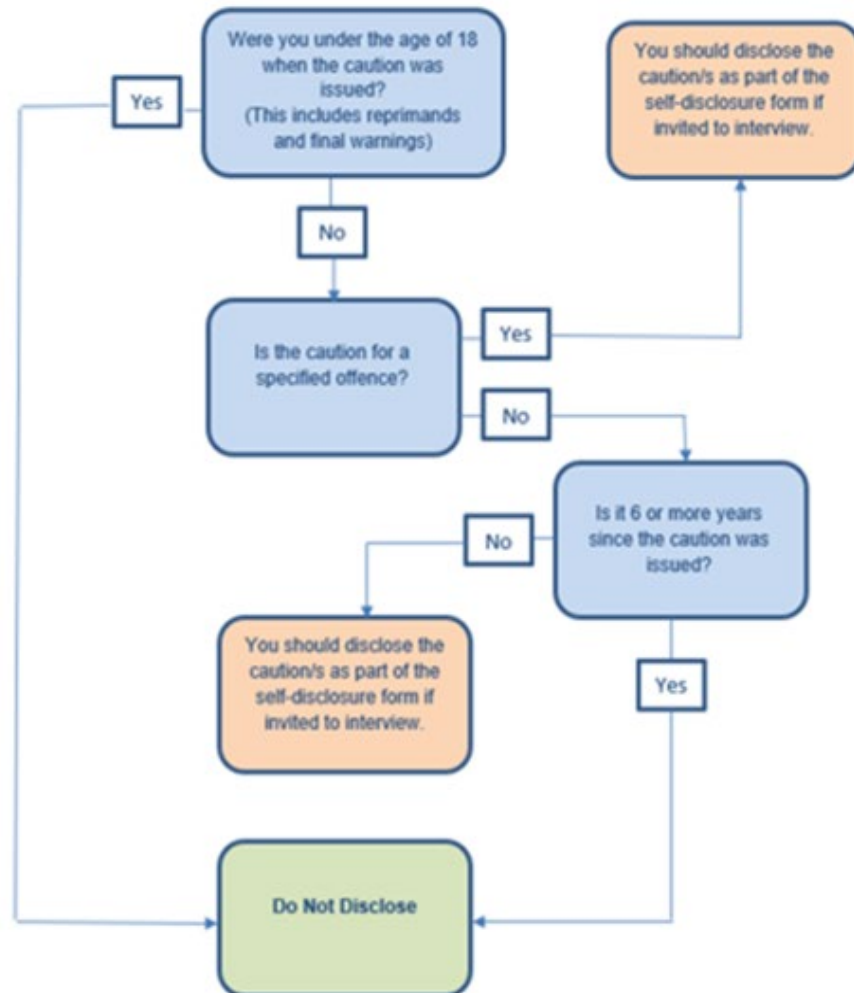 Were you under the age of 18
when the caution was
issued?
(This includes reprimands
and final warnings)
You should disclose the
caution/s as part of the
self-disclosure form if
invited to interview.
Yes
No
Is the caution for a
specified offence?
Yes
No
Is it 6 or more years
since the caution was
issued?
No
You should disclose the
caution/s as part of the
self-disclosure form if
invited to interview.
Yes
Do Not Disclose